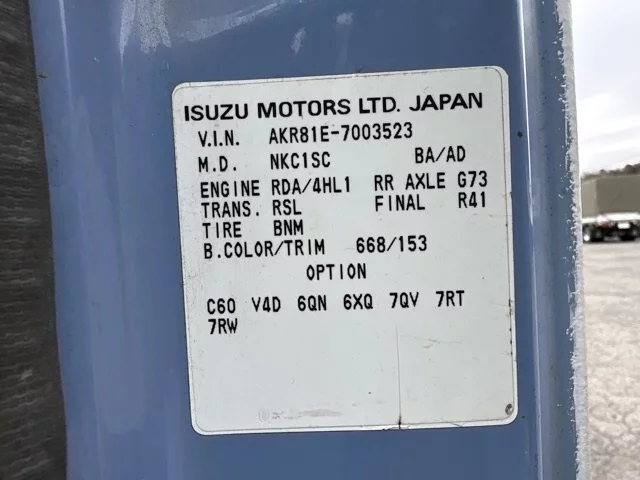 ISUZU MOTORS LTD. JAPAN
V.I.N. AKR81E-7003523
M.D. NKC1SC BA/AD
ENGINE RDA/4HL1 RR AXLE G73
TRANS. RSL FINAL R41
TIRE BNM
B.COLOR/TRIM 668/153
OPTION
C60 V4D 6QN 6XQ 7QV 7RT
7RW